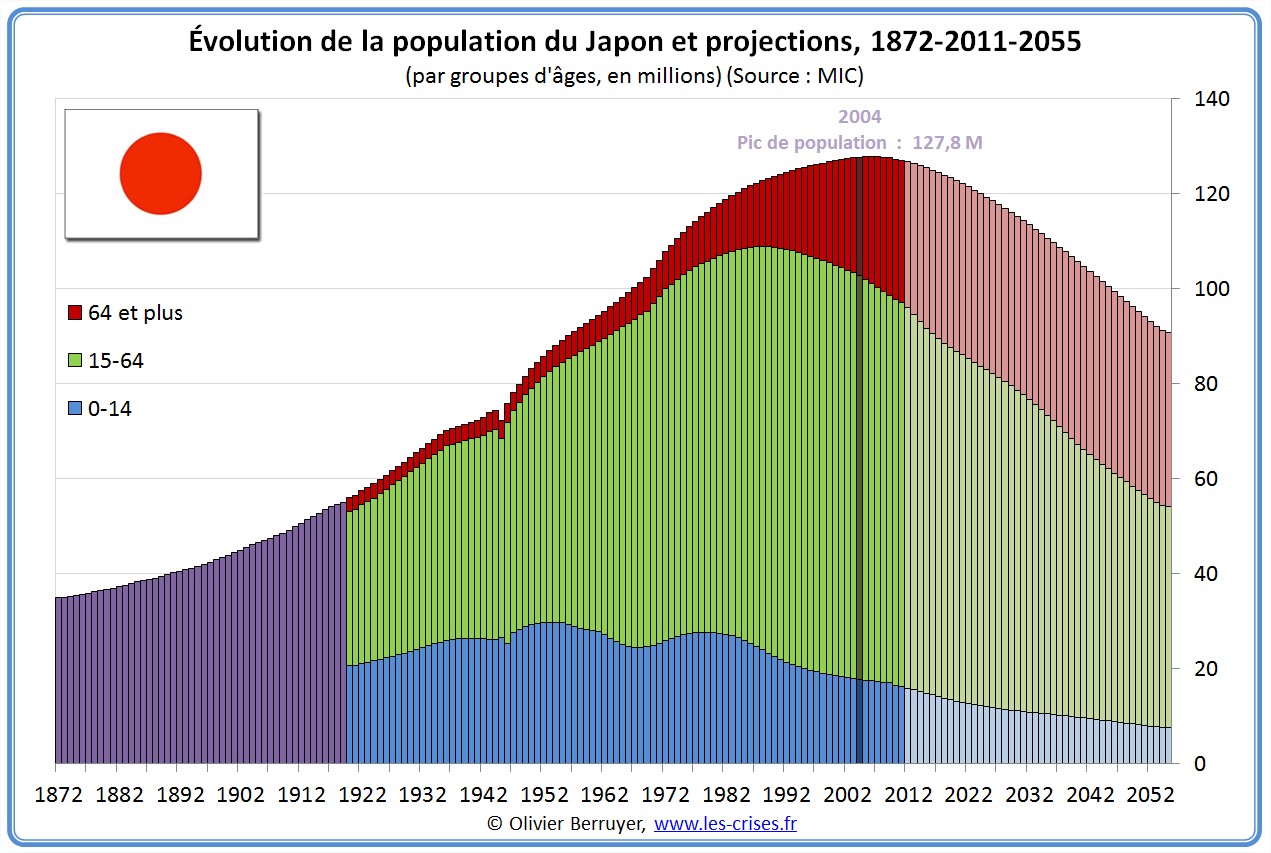 Évolution de la population du Japon et projections, 1872-2011-2055
(par groupes d'âges, en millions) (Source : MIC)
2004
Pic de population : 127,8 M
64 et plus
15-64
0-14
140
120
100
80
60
40
20
0
1872 1882 1892 1902 1912 1922 1932 1942 1952 1962 1972 1982 1992 2002 2012 2022 2032 2042 2052
© Olivier Berruyer, www.les-crises.fr